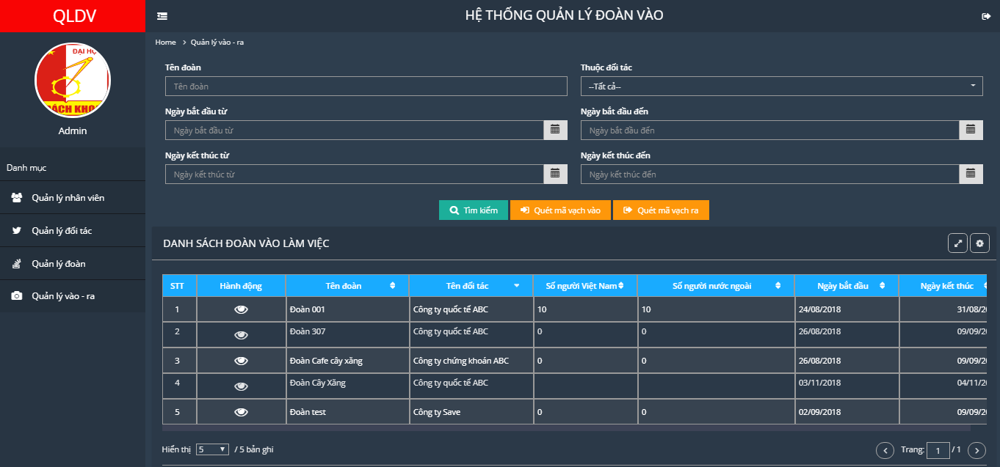 QLDV
HỆ THỐNG QUẢN LÝ ĐOÀN VÀO
Home > Quản lý vào - ra
ĐẠI HỌ
BÁCH KHO
Admin
Danh mục
Quản lý nhân viên
Quản lý đối tác
Quản lý đoàn
Quản lý vào - ra
Tên đoàn
Thuộc đối tác
Tên đoàn
--Tất cả--
Ngày bắt đầu từ
Ngày bắt đầu đến
Ngày bắt đầu từ
Ngày bắt đầu đến
Ngày kết thúc từ
Ngày kết thúc đến
Ngày kết thúc từ
Ngày kết thúc đến
Tìm kiếm
Quét mã vạch vào
Quét mã vạch ra
DANH SÁCH ĐOÀN VÀO LÀM VIỆC
STT Hành động Tên đoàn Tên đối tác Số người Việt Nam Số người nước ngoài Ngày bắt đầu Ngày kết thúc
1 Đoàn 001 Công ty quốc tế ABC 10 10 24/08/2018 31/08/20
2 Đoàn 307 Công ty quốc tế ABC 0 0 26/08/2018 09/09/20
3 Đoàn Cafe cây xăng Công ty chứng khoán ABC 0 0 26/08/2018 09/09/20
4 Đoàn Cây Xăng Công ty quốc tế ABC 03/11/2018 04/11/20
5 Đoàn test Công ty Save 0 0 02/09/2018 09/09/20
Hiển thị 5 / 5 bản ghi
Trang: 1 / 1